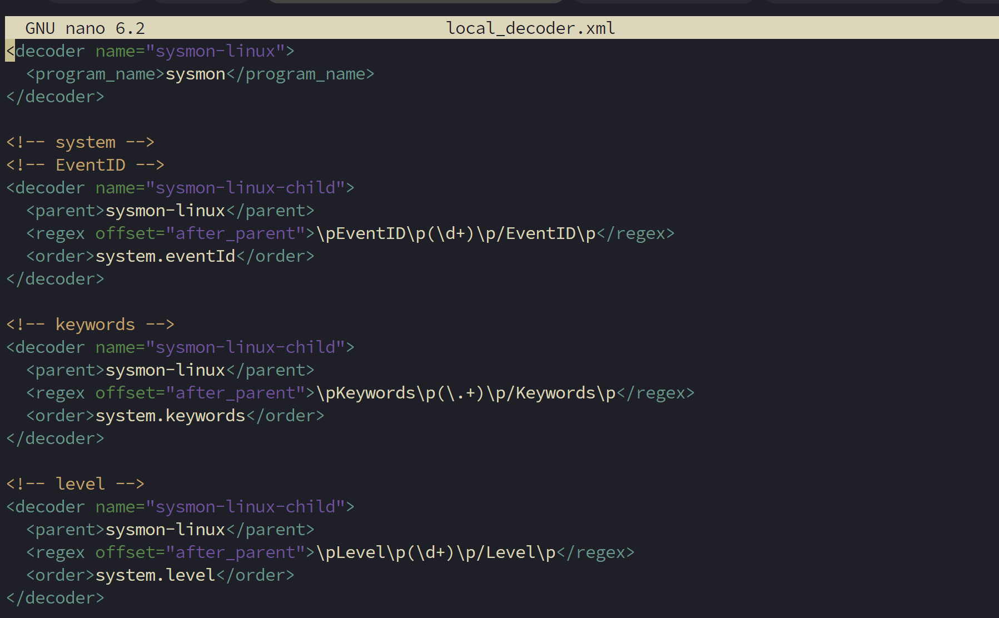 GNU nano 6.2 local_decoder.xml
<decoder name="sysmon-linux">
  <program_name>sysmon</program_name>
</decoder>

<!-- system -->
<!-- EventID -->
<decoder name="sysmon-linux-child">
  <parent>sysmon-linux</parent>
  <regex offset="after_parent">\pEventID\p(\d+)\p/EventID\p</regex>
  <order>system.eventId</order>
</decoder>

<!-- keywords -->
<decoder name="sysmon-linux-child">
  <parent>sysmon-linux</parent>
  <regex offset="after_parent">\pKeywords\p(\.+)\p/Keywords\p</regex>
  <order>system.keywords</order>
</decoder>

<!-- level -->
<decoder name="sysmon-linux-child">
  <parent>sysmon-linux</parent>
  <regex offset="after_parent">\pLevel\p(\d+)\p/Level\p</regex>
  <order>system.level</order>
</decoder>